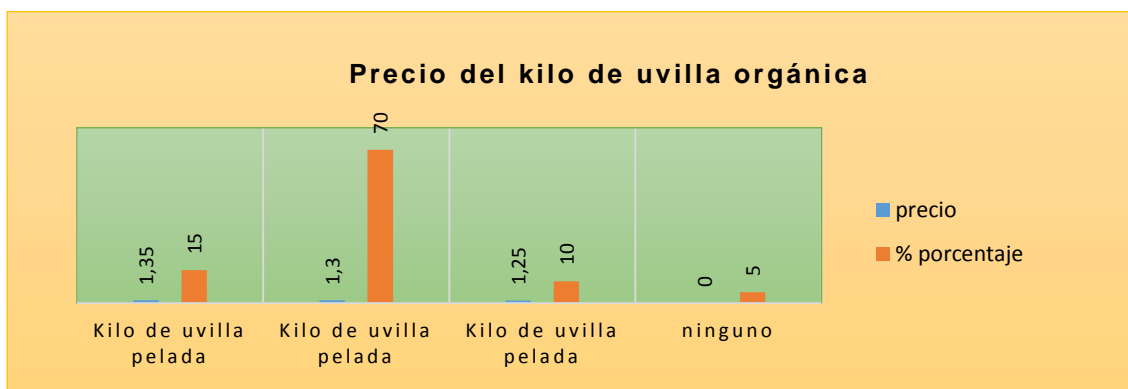 Precio del kilo de uvilla orgánica
1,35
15
1,3
70
1,25
10
0
5
Kilo de uvilla
pelada
Kilo de uvilla
pelada
Kilo de uvilla
pelada
ninguno
precio
% porcentaje